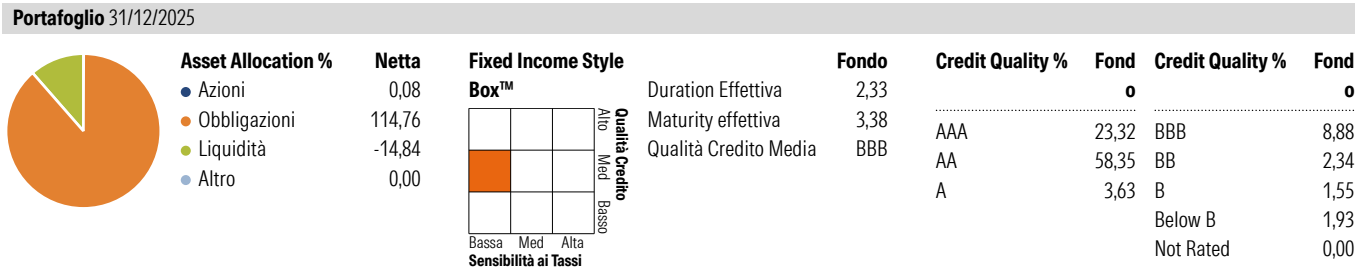 Portafoglio 31/12/2025
Asset Allocation % Netta
Azioni 0,08
Obbligazioni 114,76
Liquidità -14,84
Altro 0,00
Fixed Income Style
Box™
Alto
Med
Basso
Qualità Credito
Bassa Med Alta
Sensibilità ai Tassi
Fondo
Duration Effettiva 2,33
Maturity effettiva 3,38
Qualità Credito Media BBB
Credit Quality % Fond
o
AAA 23,32
AA 58,35
A 3,63
Credit Quality % Fond
o
BBB 8,88
BB 2,34
B 1,55
Below B 1,93
Not Rated 0,00